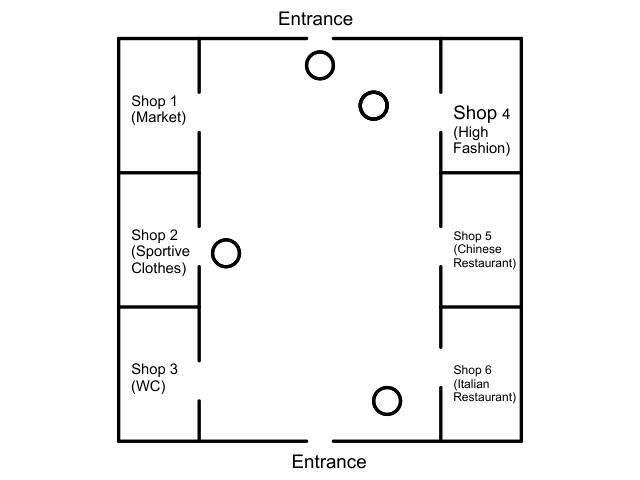 Entrance
Shop 1
(Market)
Shop 4
(High
Fashion)
Shop 2
(Sportive
Clothes)
Shop 5
(Chinese
Restaurant)
Shop 3
(WC)
Shop 6
(Italian
Restaurant)
Entrance